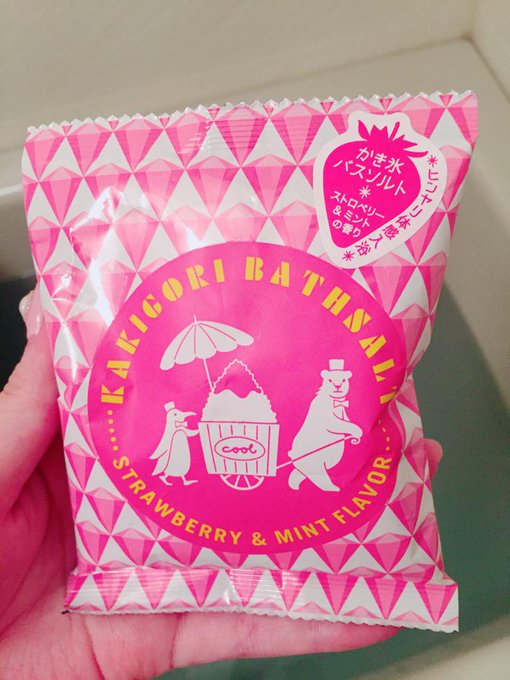 かき氷
バスソルト
ストロベリー
&ミント
の香り
＊ヒンヤリ体感入浴＊
KAKIGORI BATHSALT
cool
STRAWBERRY & MINT FLAVOR